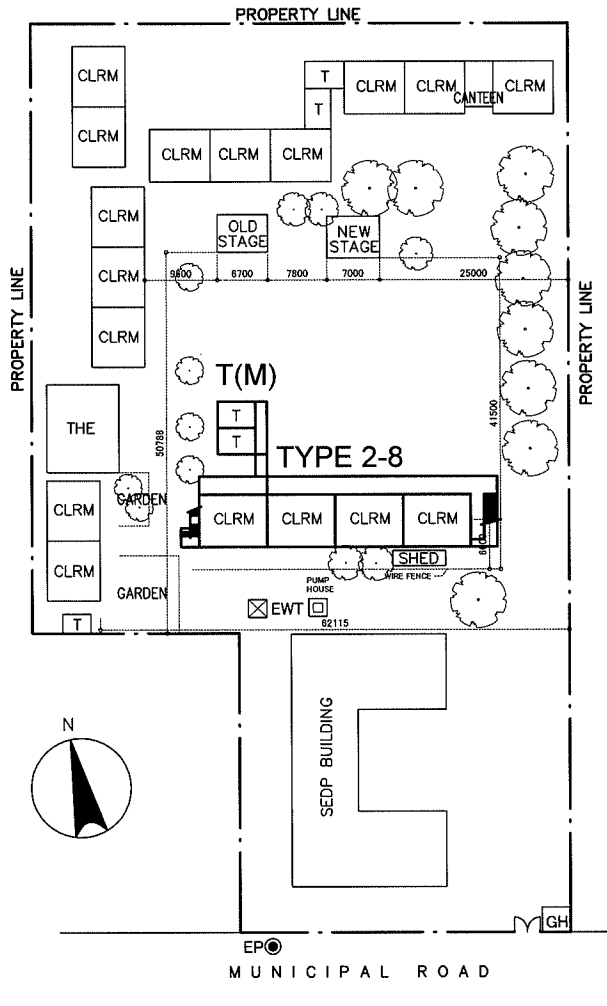 PROPERTY LINE
CLRM
T
CLRM
CLRM
CLRM
CANTEEN
T
CLRM
CLRM
CLRM
CLRM
CLRM
OLD
STAGE
NEW
STAGE
CLRM
9600
6700
7800
7000
25000
PROPERTY LINE
PROPERTY LINE
CLRM
T(M)
THE
T
T
50788
41500
TYPE 2-8
CLRM
GARDEN
CLRM
CLRM
CLRM
CLRM
6000
CLRM
SHED
WIRE FENCE
PUMP
HOUSE
GARDEN
EWT
T
62115
N
SEDP BUILDING
GH
EP
MUNICIPAL ROAD